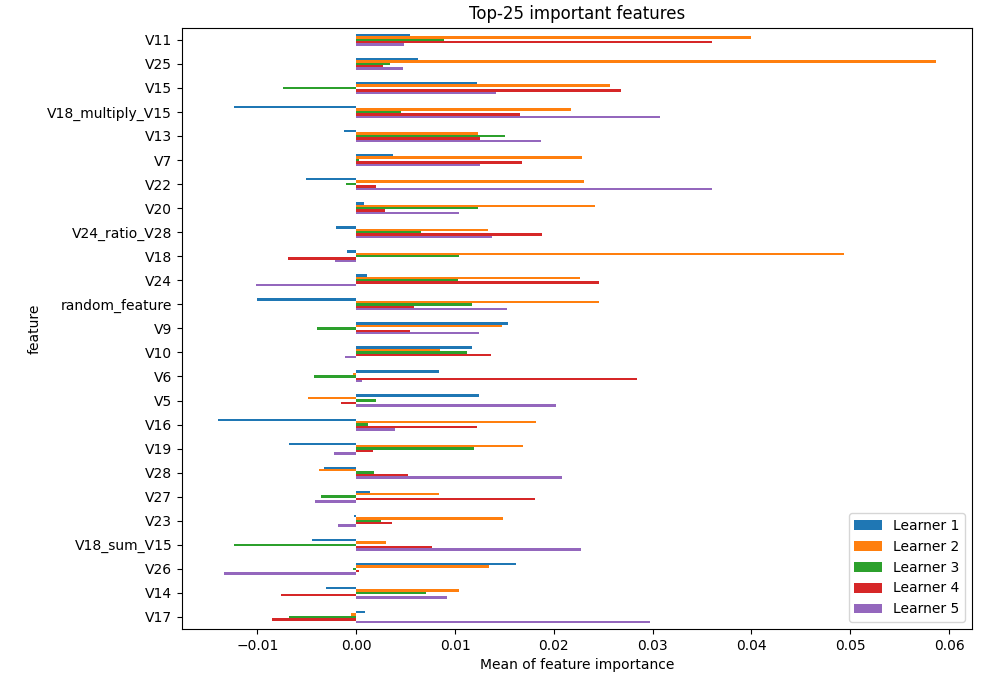 Top-25 important features
V11
V25
V15
V18_multiply_V15
V13
V7
V22
V20
V24_ratio_V28
V18
V24
random_feature
V9
V10
V6
V5
V16
V19
V28
V27
V23
V18_sum_V15
V26
V14
V17
feature
Learner 1
Learner 2
Learner 3
Learner 4
Learner 5
−0.01 0.00 0.01 0.02 0.03 0.04 0.05 0.06
Mean of feature importance